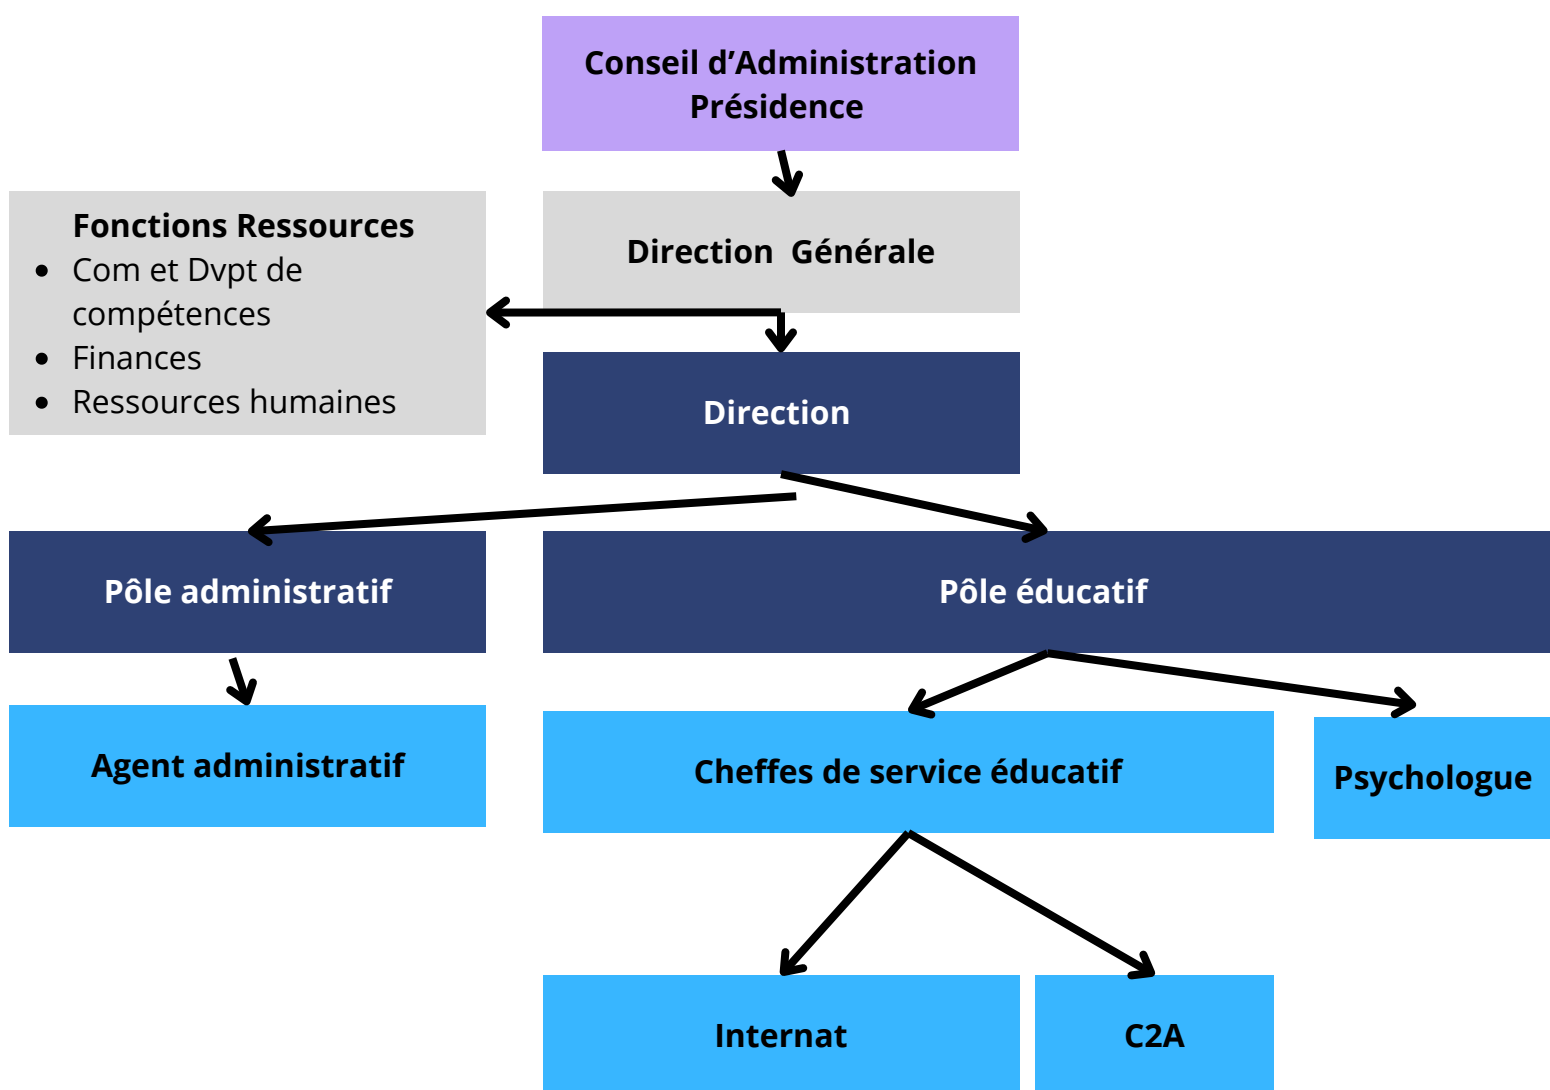 Conseil d’Administration
Présidence
Fonctions Ressources
• Com et Dvpt de
compétences
• Finances
• Ressources humaines
Direction  Générale
Direction
Pôle administratif
Pôle éducatif
Agent administratif
Cheffes de service éducatif
Psychologue
Internat
C2A